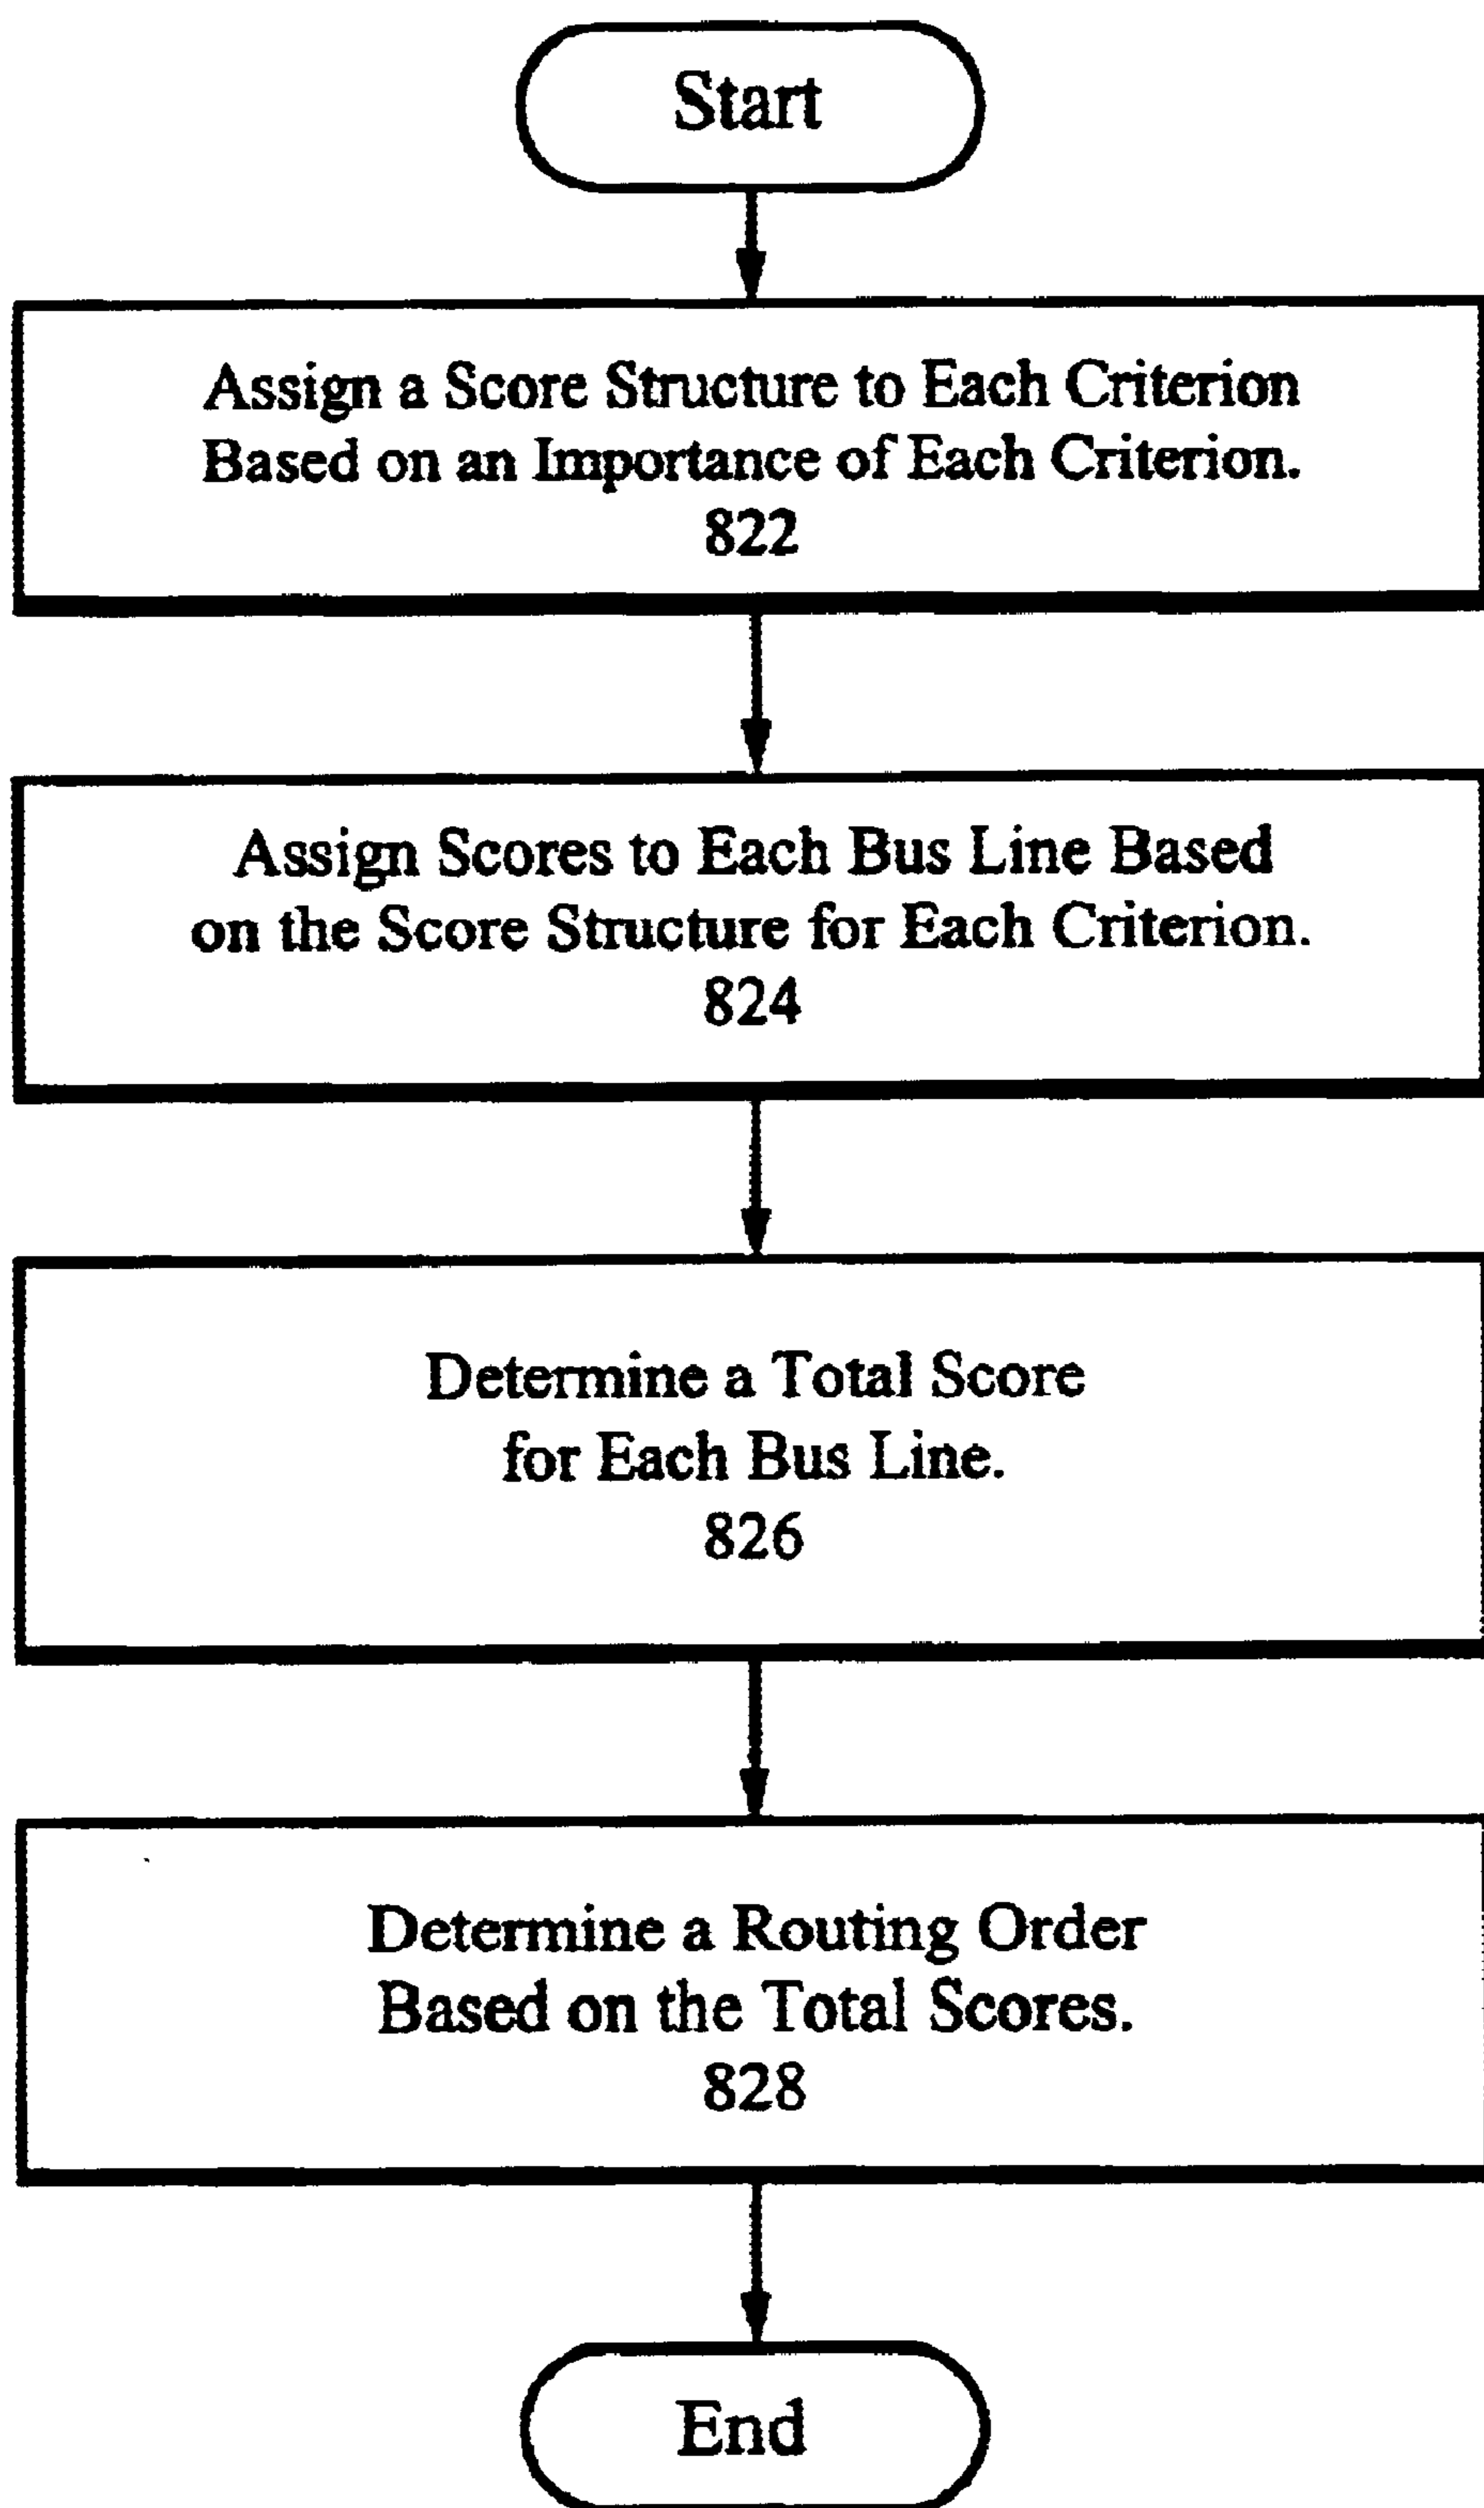 Start
Assign a Score Structure to Each Criterion
Based on an Importance of Each Criterion.
822
Assign Scores to Each Bus Line Based
on the Score Structure for Each Criterion.
824
Determine a Total Score
for Each Bus Line.
826
Determine a Routing Order
Based on the Total Scores.
828
End